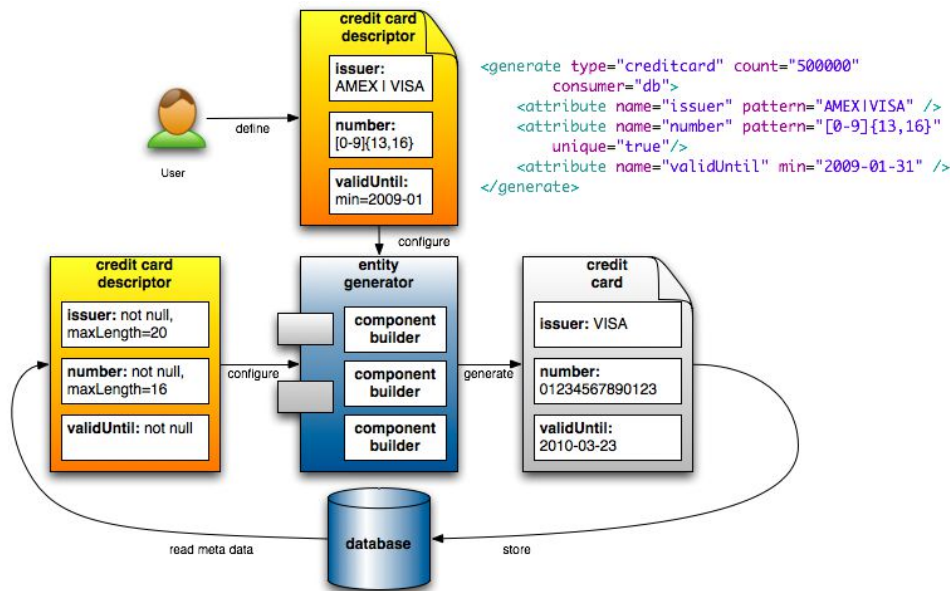 credit card
descriptor
issuer:
AMEX | VISA
number:
[0-9]{13,16}
validUntil:
min=2009-01
<generate type="creditcard" count="500000"
consumer="db">
<attribute name="issuer" pattern="AMEX|VISA" />
<attribute name="number" pattern="[0-9]{13,16}"
unique="true"/>
<attribute name="validUntil" min="2009-01-31" />
</generate>
User
define
configure
credit card
descriptor
issuer: not null,
maxLength=20
number: not null,
maxLength=16
validUntil: not null
configure
entity
generator
component
builder
component
builder
component
builder
generate
credit
card
issuer: VISA
number:
01234567890123
validUntil:
2010-03-23
database
read meta data
store